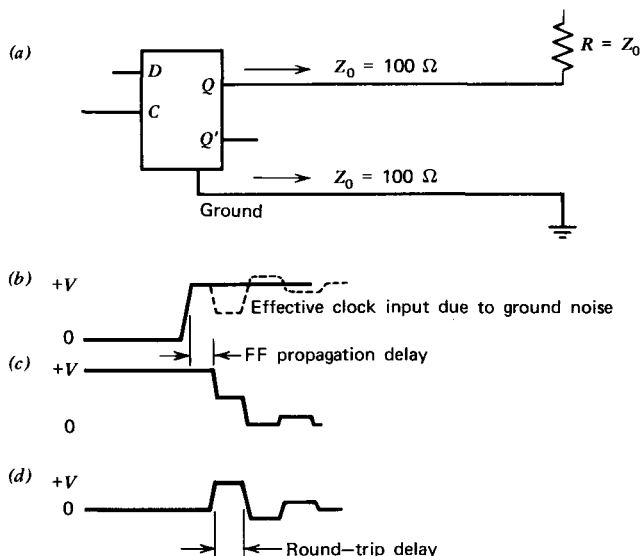 (a)
D
Q
C
Q'
Z₀ = 100 Ω
R = Z₀
Z₀ = 100 Ω
Ground
(b)
+V
0
Effective clock input due to ground noise
FF propagation delay
(c)
+V
0
(d)
+V
0
Round–trip delay